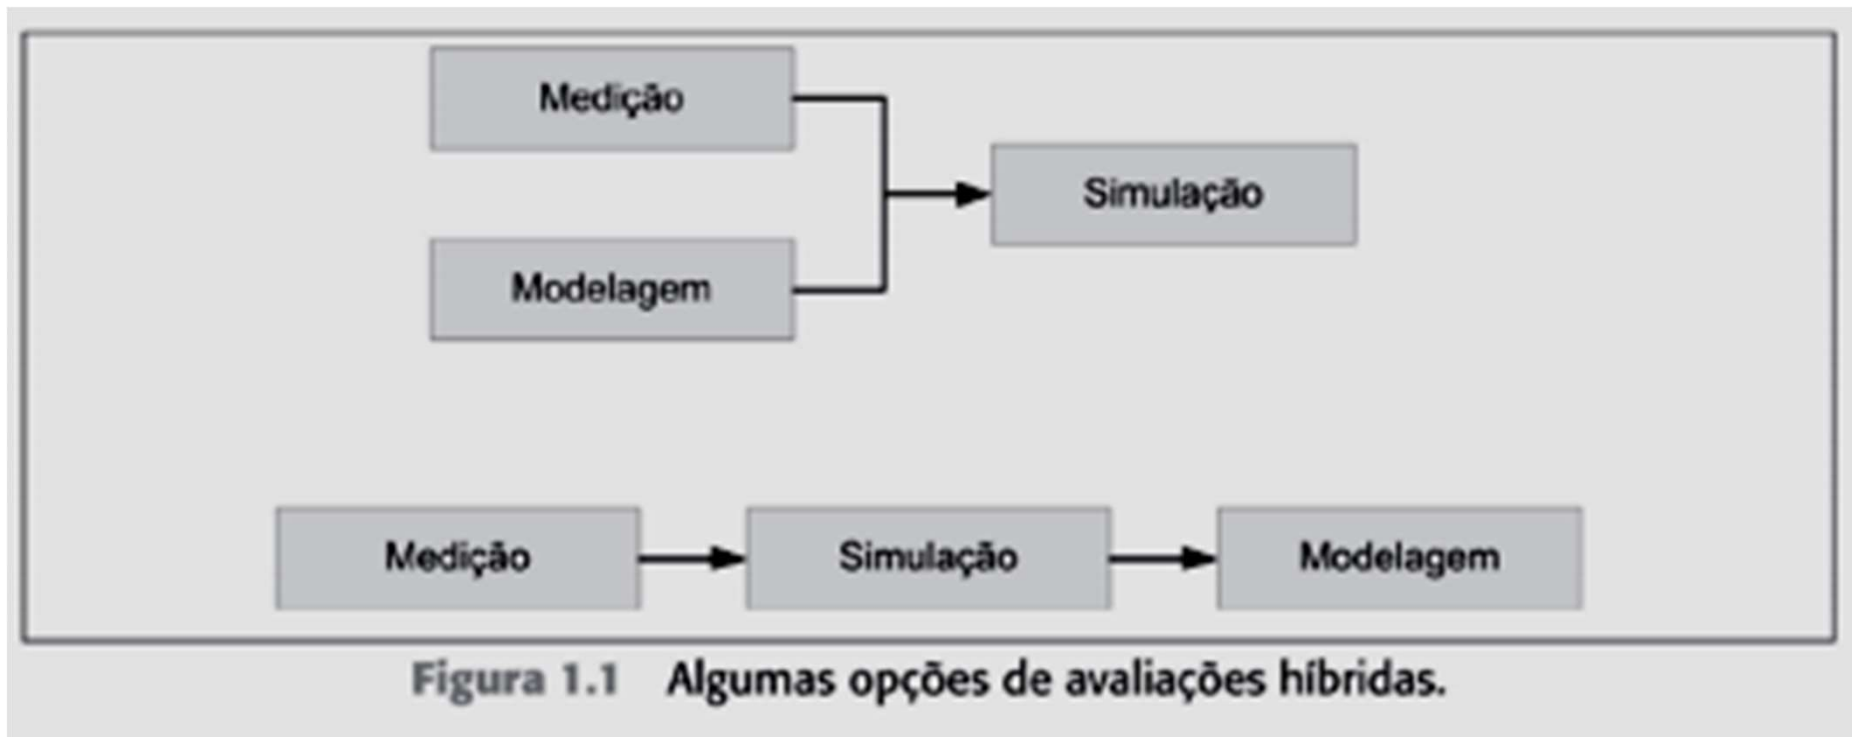 Medição
Simulação
Modelagem
Medição
Simulação
Modelagem
Figura 1.1 Algumas opções de avaliações híbridas.